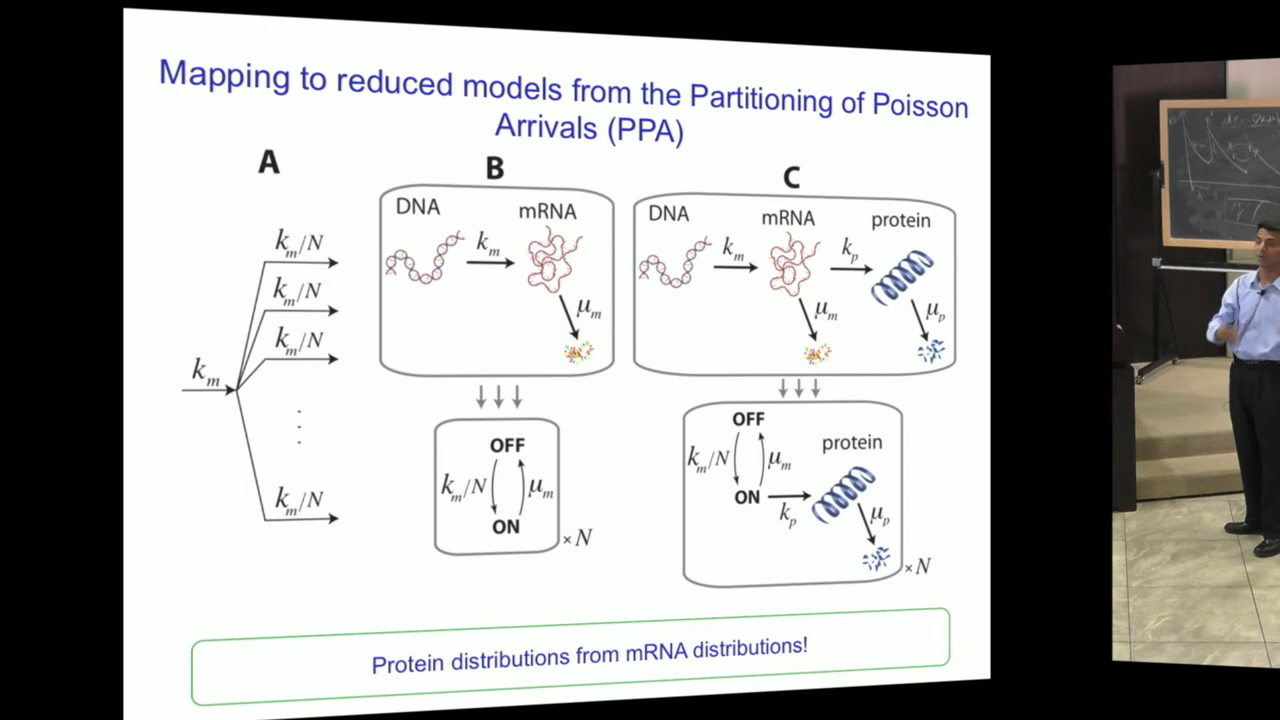 Mapping to reduced models from the Partitioning of Poisson
Arrivals (PPA)
A
k_m
k_m/N
k_m/N
k_m/N
⋮
k_m/N
B
DNA
mRNA
k_m
μ_m
OFF
k_m/N
μ_m
ON
×N
C
DNA
mRNA
protein
k_m
k_p
μ_m
μ_p
OFF
protein
k_m/N
μ_m
ON
k_p
μ_p
×N
Protein distributions from mRNA distributions!